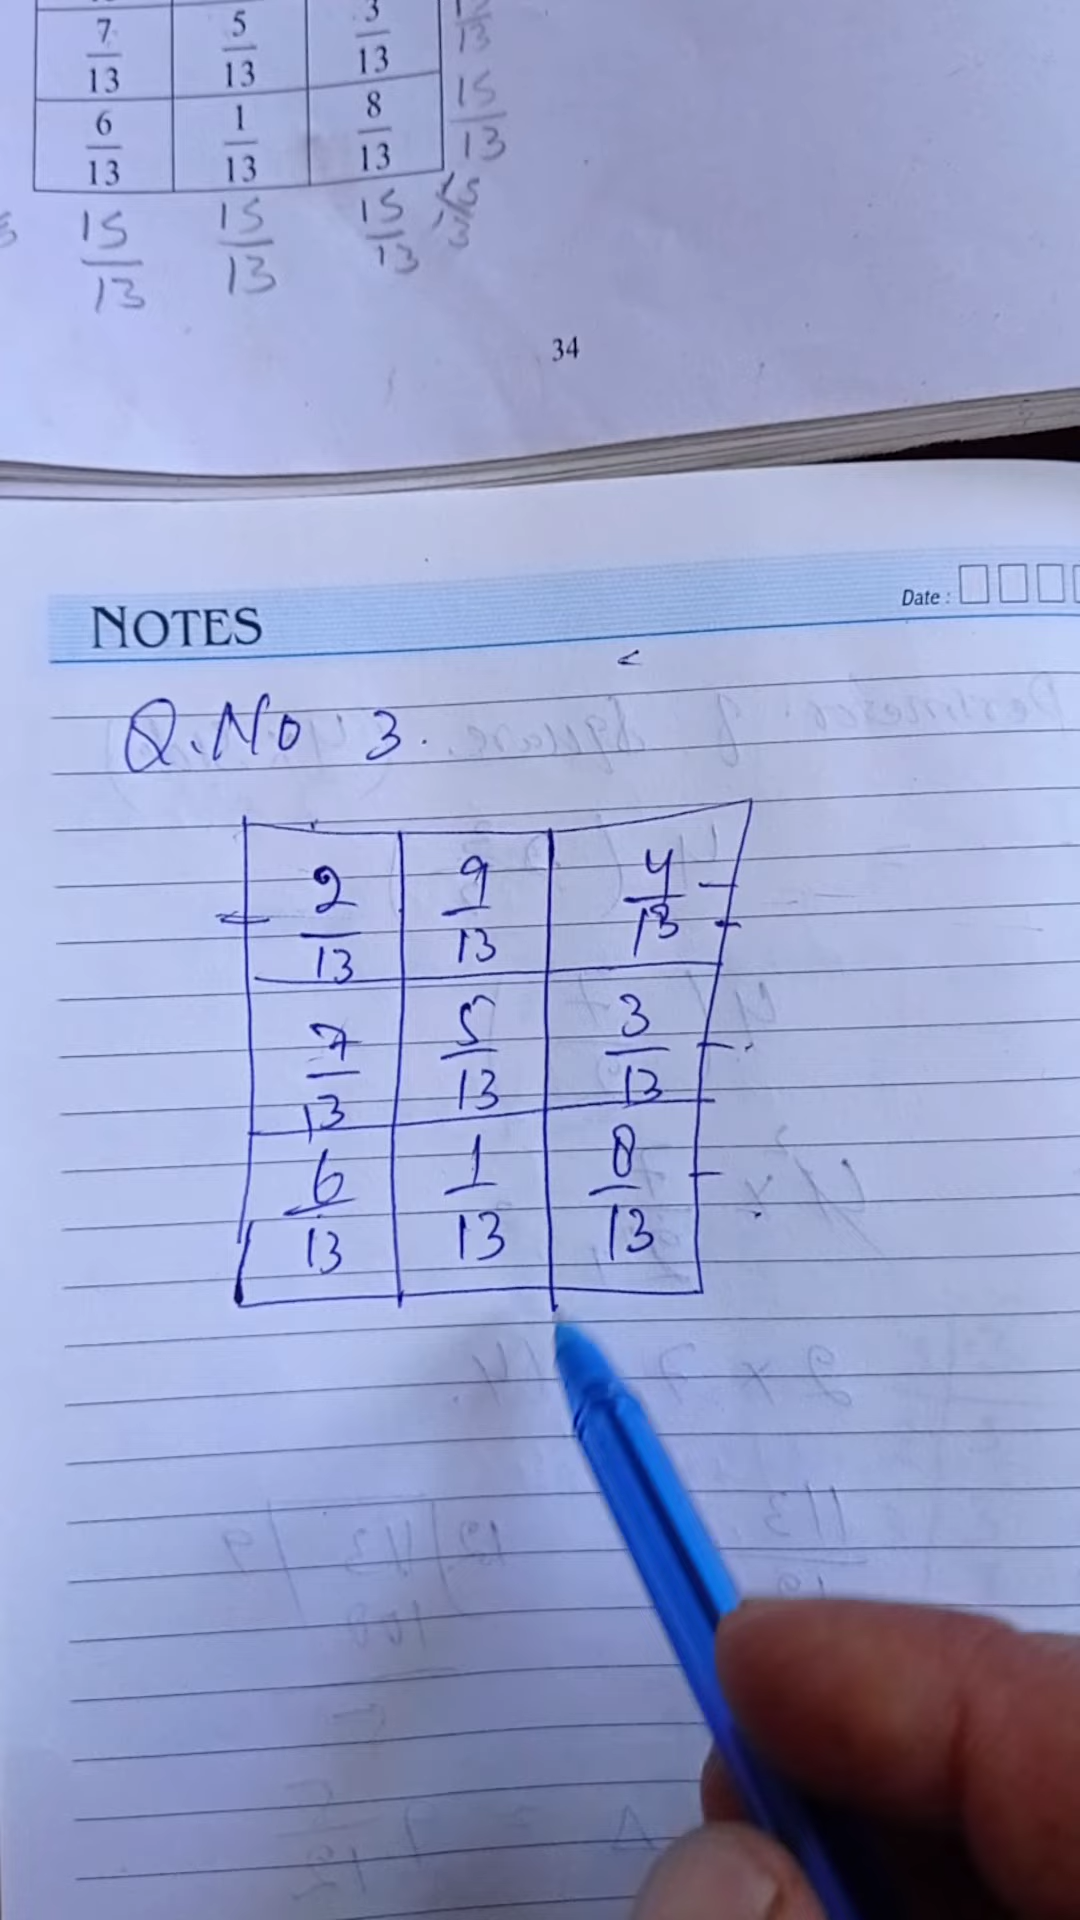 7/13 5/13 3/13
6/13 1/13 8/13 15/13
15/13 15/13 15/13 15/13
34
NOTES Date :
Q.No 3.
2/13 9/13 4/13
7/13 5/13 3/13
6/13 1/13 8/13